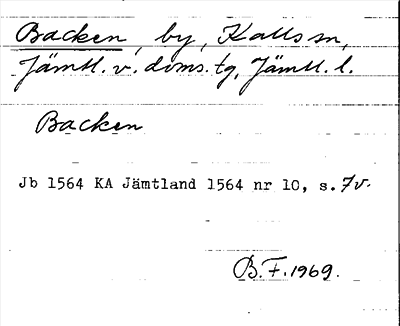 Backen, by, Kalls sn,
Jämtl. v. doms. tg, Jämtl. l.
Backen
Jb 1564 KA Jämtland 1564 nr 10, s. 7v.
B.F. 1969.